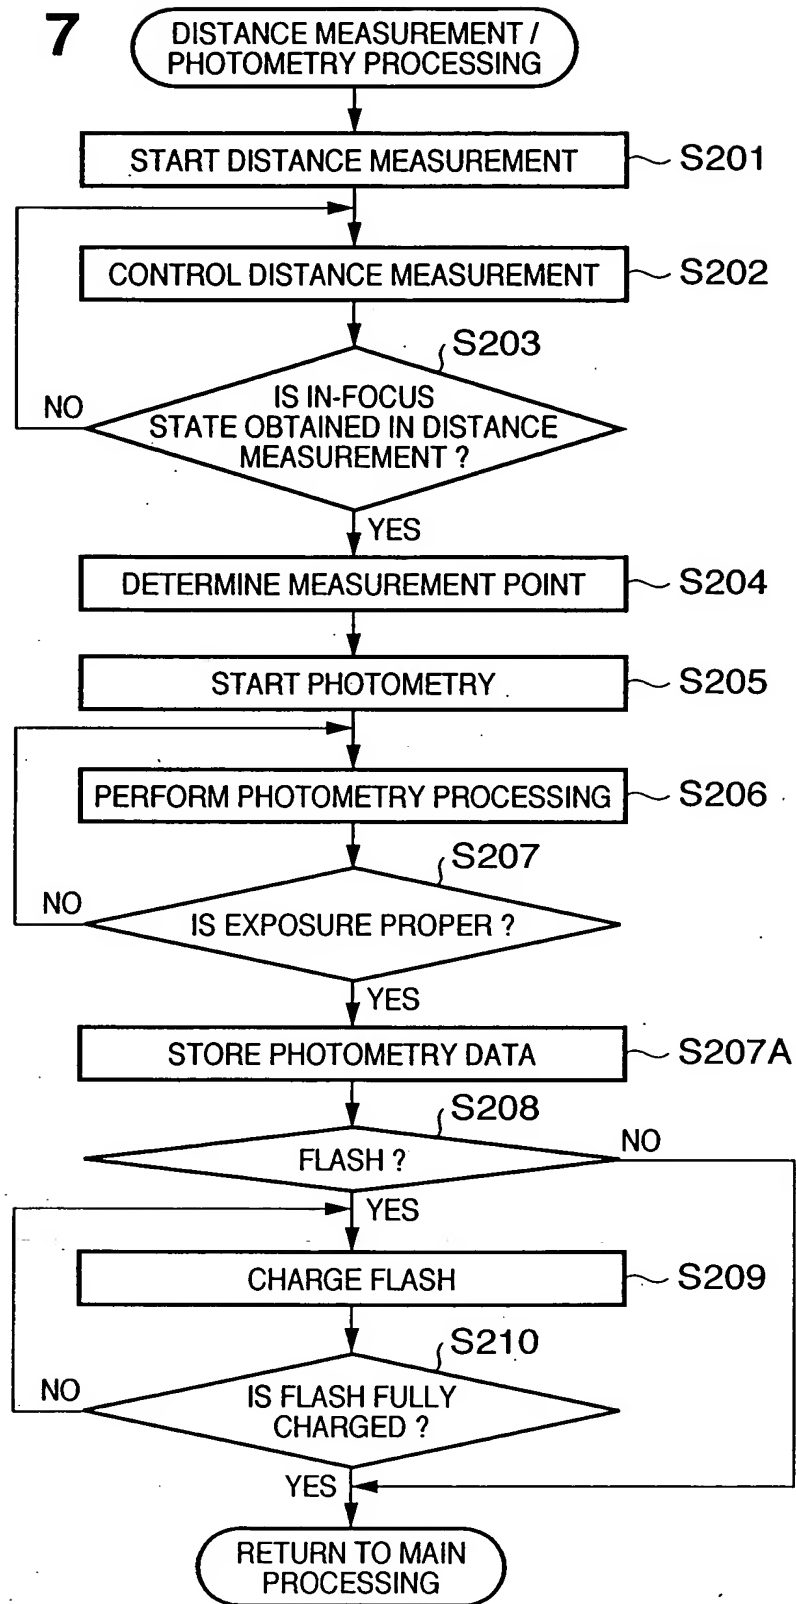 7
DISTANCE MEASUREMENT /
PHOTOMETRY PROCESSING
START DISTANCE MEASUREMENT
S201
CONTROL DISTANCE MEASUREMENT
S202
S203
IS IN-FOCUS
STATE OBTAINED IN DISTANCE
MEASUREMENT ?
NO
YES
DETERMINE MEASUREMENT POINT
S204
START PHOTOMETRY
S205
PERFORM PHOTOMETRY PROCESSING
S206
S207
IS EXPOSURE PROPER ?
NO
YES
STORE PHOTOMETRY DATA
S207A
S208
FLASH ?
NO
YES
CHARGE FLASH
S209
S210
IS FLASH FULLY
CHARGED ?
NO
YES
RETURN TO MAIN
PROCESSING